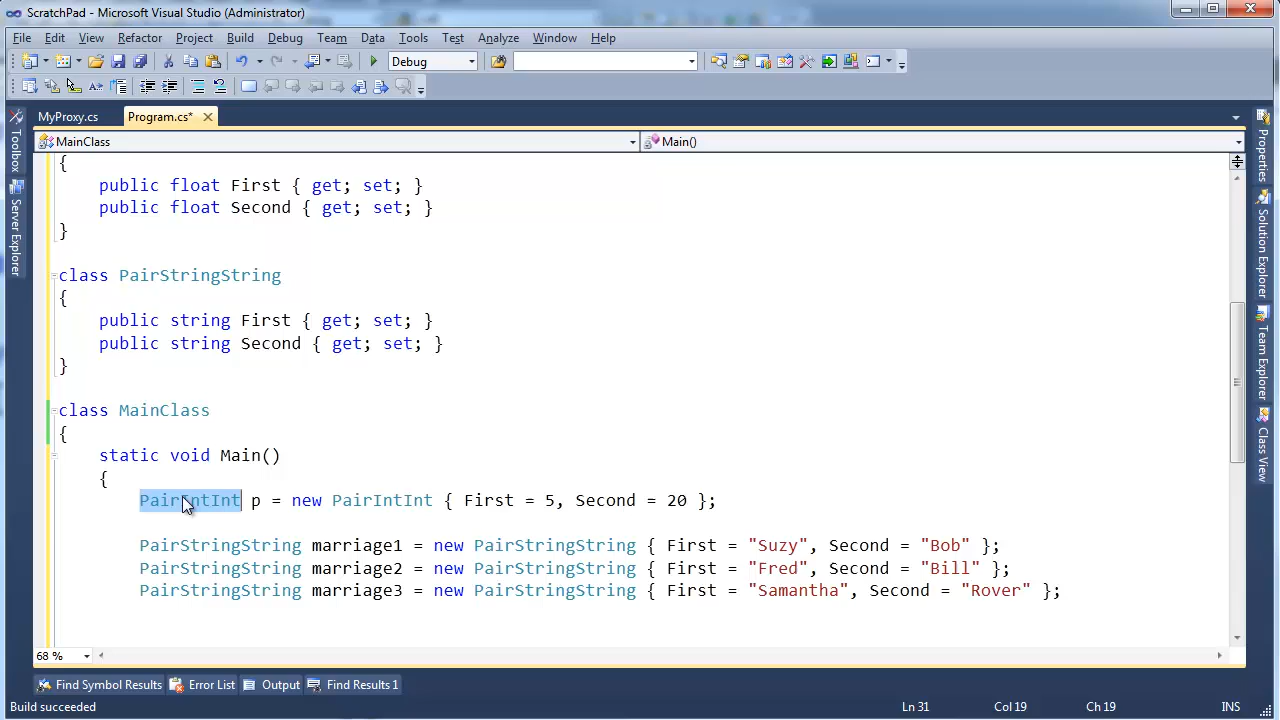 ScratchPad - Microsoft Visual Studio (Administrator)
File Edit View Refactor Project Build Debug Team Data Tools Test Analyze Window Help
Debug
MyProxy.cs Program.cs*
MainClass Main()
{
public float First { get; set; }
public float Second { get; set; }
}
class PairStringString
{
public string First { get; set; }
public string Second { get; set; }
}
class MainClass
{
static void Main()
{
PairIntInt p = new PairIntInt { First = 5, Second = 20 };
PairStringString marriage1 = new PairStringString { First = "Suzy", Second = "Bob" };
PairStringString marriage2 = new PairStringString { First = "Fred", Second = "Bill" };
PairStringString marriage3 = new PairStringString { First = "Samantha", Second = "Rover" };
68 %
Find Symbol Results Error List Output Find Results 1
Build succeeded Ln 31 Col 19 Ch 19 INS
Toolbox
Server Explorer
Properties
Solution Explorer
Team Explorer
Class View